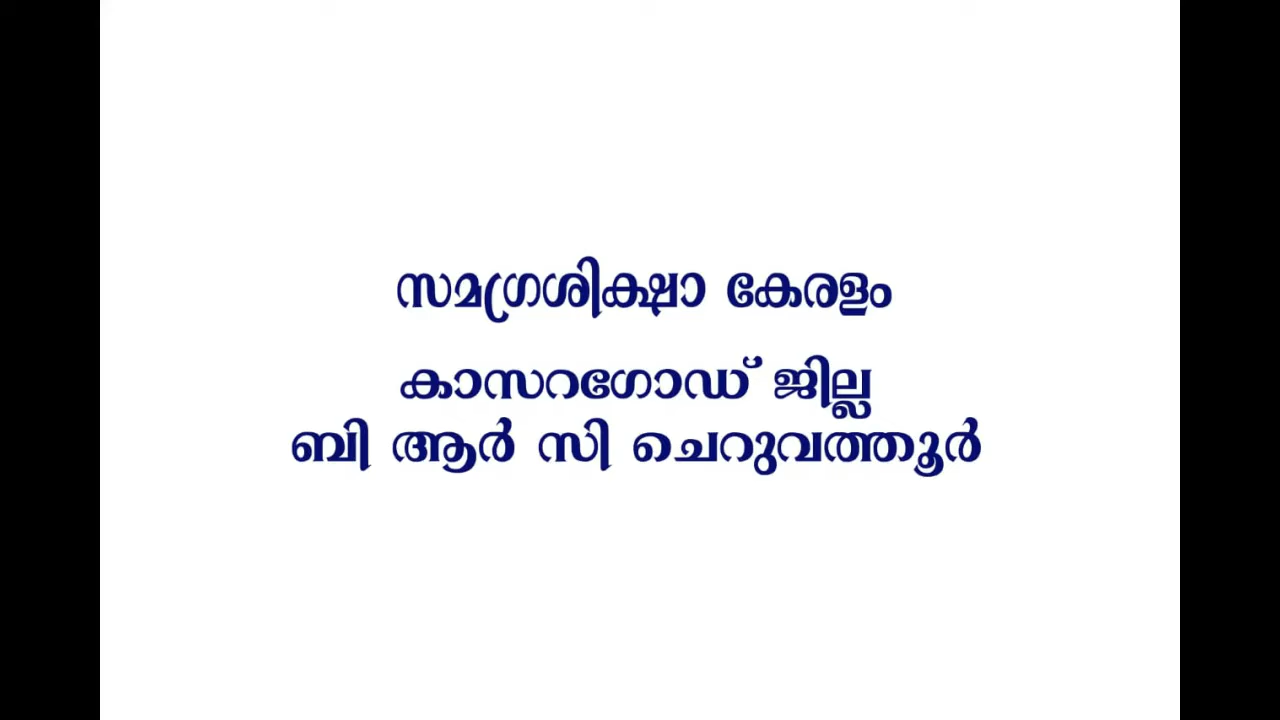 സമഗ്രശിക്ഷാ കേരളം
കാസറഗോഡ് ജില്ല
ബി ആർ സി ചെറുവത്തൂർ